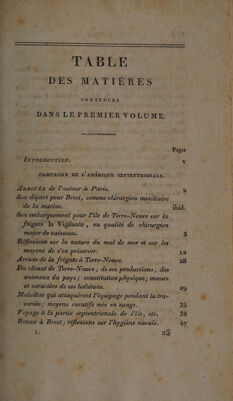 TABLE
DES MATIÈRES
CONTENUES
DANS LE PREMIER VOLUME.
Pages
INTRODUCTION. v
CAMPAGNE DE L'AMÉRIQUE SEPTENTRIONALE.
ARRIVÉE de l'auteur à Paris. 2
Son départ pour Brest, comme chirurgien auxiliaire
de la marine. ibid.
Son embarquement pour l'île de Terre-Neuve sur la
frégate la Vigilante, en qualité de chirurgien
major de vaisseau. 5
Réflexions sur la nature du mal de mer et sur les
moyens de s'en préserver. 12
Arrivée de la frégate à Terre-Neuve. 28
Du climat de Terre-Neuve; de ses productions, des
animaux du pays; constitution physique, mœurs
et caractère de ses habitans. 29
Maladies qui attaquèrent l'équipage pendant la tra-
versée; moyens curatifs mis en usage. 35
Voyage à la partie septentrionale de l'île, etc. 38
Retour à Brest; réflexions sur l'hygiène navale. 47
1. 25